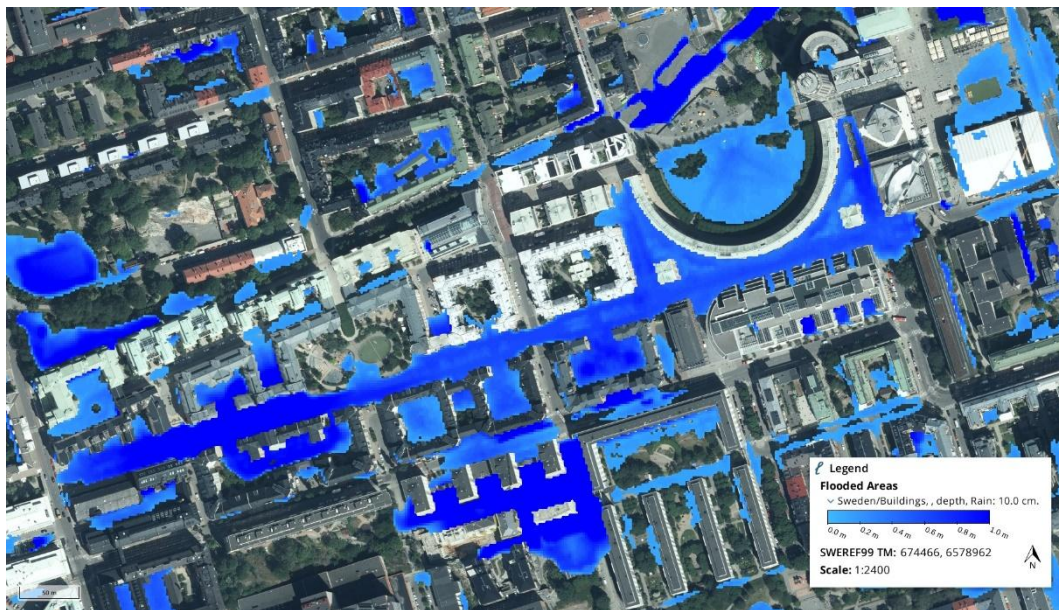 Legend
Flooded Areas
Sweden/Buildings, , depth, Rain: 10.0 cm.
0.0 m 0.2 m 0.4 m 0.6 m 0.8 m 1.0 m
SWEREF99 TM: 674466, 6578962
Scale: 1:2400
N
50 m